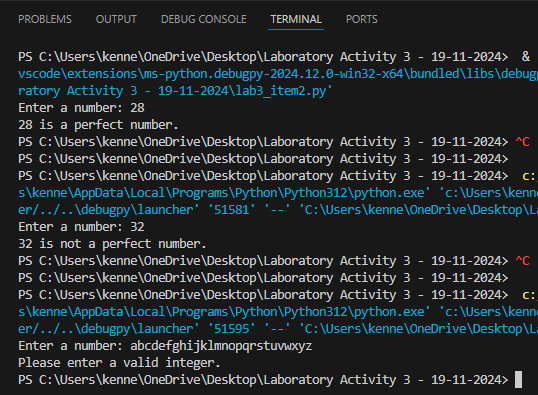 PROBLEMS OUTPUT DEBUG CONSOLE TERMINAL PORTS
PS C:\Users\kenne\OneDrive\Desktop\Laboratory Activity 3 - 19-11-2024>  &
vscode\extensions\ms-python.debugpy-2024.12.0-win32-x64\bundled\libs\debugp
ratory Activity 3 - 19-11-2024\lab3_item2.py'
Enter a number: 28
28 is a perfect number.
PS C:\Users\kenne\OneDrive\Desktop\Laboratory Activity 3 - 19-11-2024> ^C
PS C:\Users\kenne\OneDrive\Desktop\Laboratory Activity 3 - 19-11-2024>
PS C:\Users\kenne\OneDrive\Desktop\Laboratory Activity 3 - 19-11-2024>  c:
s\kenne\AppData\Local\Programs\Python\Python312\python.exe' 'c:\Users\kenne
er/../..\debugpy\launcher' '51581' '--' 'C:\Users\kenne\OneDrive\Desktop\La
Enter a number: 32
32 is not a perfect number.
PS C:\Users\kenne\OneDrive\Desktop\Laboratory Activity 3 - 19-11-2024> ^C
PS C:\Users\kenne\OneDrive\Desktop\Laboratory Activity 3 - 19-11-2024>
PS C:\Users\kenne\OneDrive\Desktop\Laboratory Activity 3 - 19-11-2024>  c:
s\kenne\AppData\Local\Programs\Python\Python312\python.exe' 'c:\Users\kenne
er/../..\debugpy\launcher' '51595' '--' 'C:\Users\kenne\OneDrive\Desktop\La
Enter a number: abcdefghijklmnopqrstuvwxyz
Please enter a valid integer.
PS C:\Users\kenne\OneDrive\Desktop\Laboratory Activity 3 - 19-11-2024>